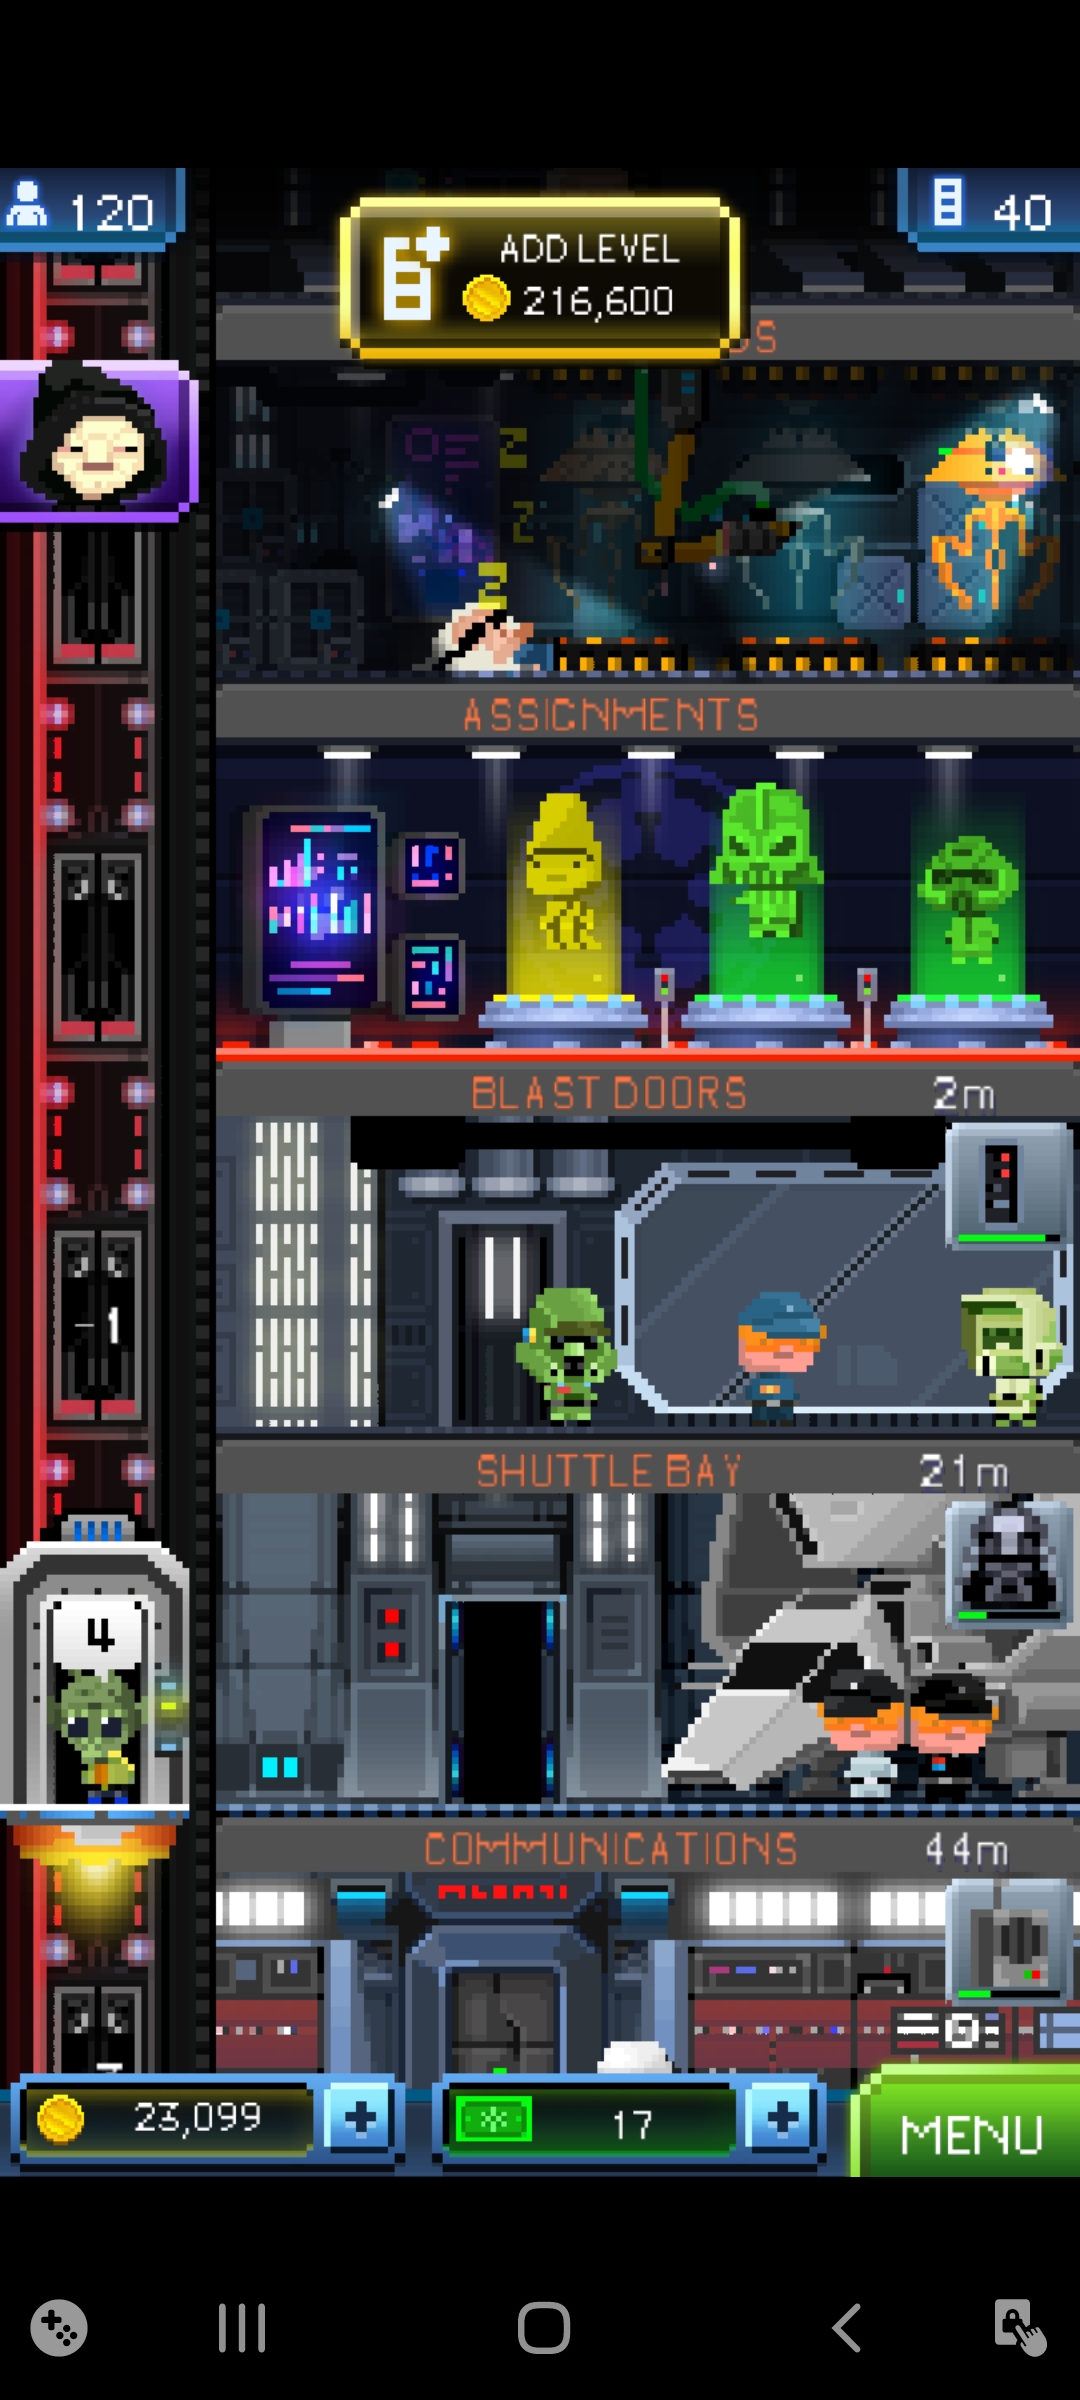 120
ADD LEVEL
216,600
40
ASSIGNMENTS
BLAST DOORS 2m
-1
SHUTTLE BAY 21m
4
COMMUNICATIONS 44m
23,099
17
MENU